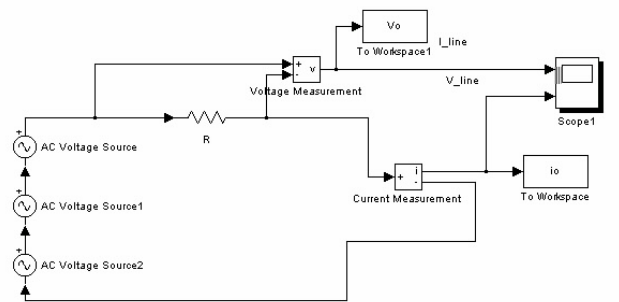 Vo
I_line
To Workspace1
+
v
-
V_line
Voltage Measurement
Scope1
+
AC Voltage Source
R
+
i
-
io
Current Measurement
To Workspace
+
AC Voltage Source1
+
AC Voltage Source2